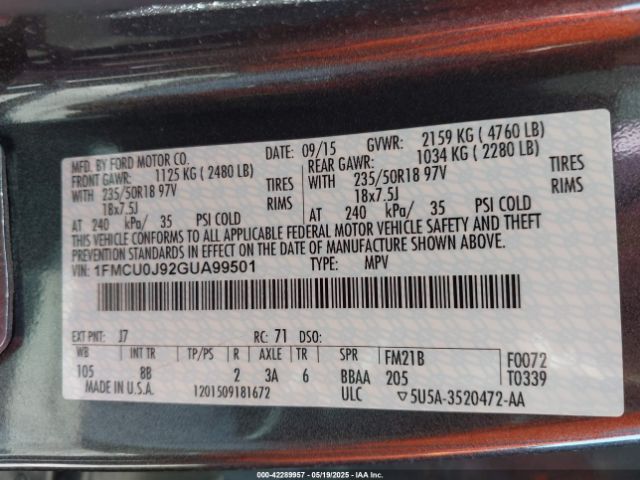 MFD. BY FORD MOTOR CO.
DATE: 09/15 GVWR: 2159 KG ( 4760 LB)
FRONT GAWR: 1125 KG ( 2480 LB) REAR GAWR: 1034 KG ( 2280 LB)
WITH 235/50R18 97V TIRES WITH 235/50R18 97V TIRES
18x7.5J RIMS 18x7.5J RIMS
AT 240 kPa/ 35 PSI COLD AT 240 kPa/ 35 PSI COLD
THIS VEHICLE CONFORMS TO ALL APPLICABLE FEDERAL MOTOR VEHICLE SAFETY AND THEFT
PREVENTION STANDARDS IN EFFECT ON THE DATE OF MANUFACTURE SHOWN ABOVE.
VIN: 1FMCU0J92GUA99501 TYPE: MPV
EXT PNT: J7 RC: 71 DSO:
WB INT TR TP/PS R AXLE TR SPR FM21B F0072
105 8B 2 3A 6 BBAA 205 T0339
MADE IN U.S.A. 1201509181672 ULC ▽5U5A-3520472-AA
000-42289957 - 05/19/2025 - IAAI CHICAGO